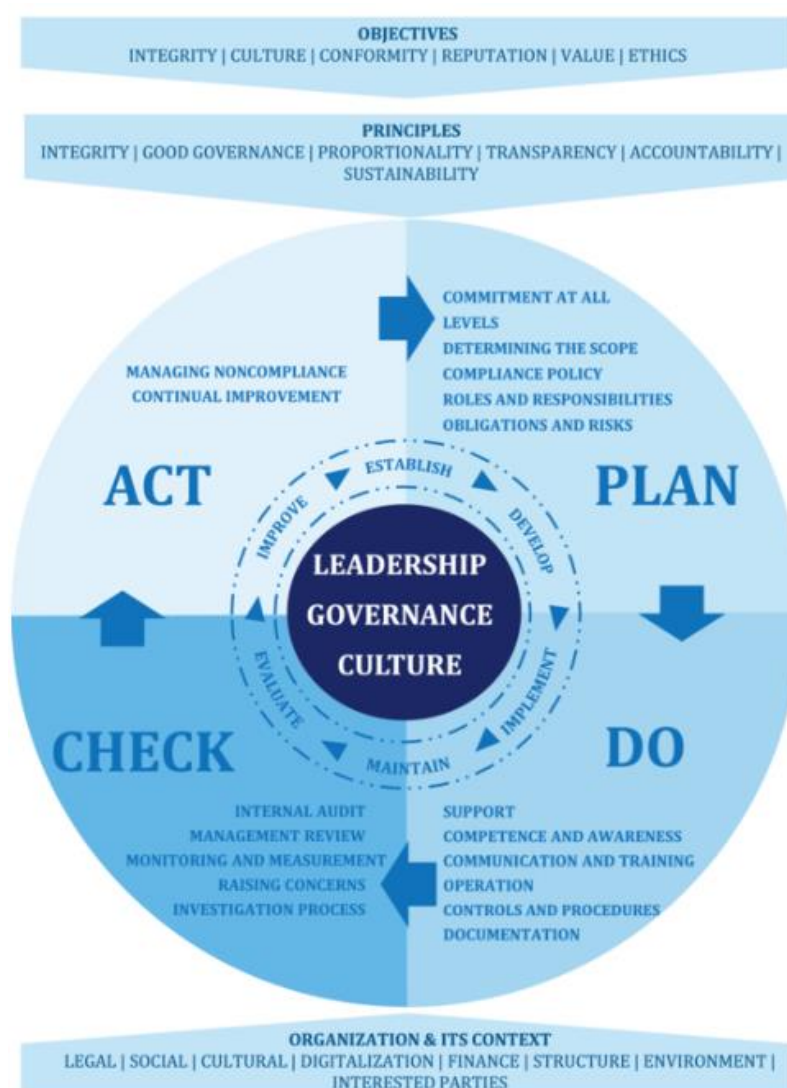 OBJECTIVES
INTEGRITY | CULTURE | CONFORMITY | REPUTATION | VALUE | ETHICS
PRINCIPLES
INTEGRITY | GOOD GOVERNANCE | PROPORTIONALITY | TRANSPARENCY | ACCOUNTABILITY |
SUSTAINABILITY
MANAGING NONCOMPLIANCE
CONTINUAL IMPROVEMENT
ACT
COMMITMENT AT ALL
LEVELS
DETERMINING THE SCOPE
COMPLIANCE POLICY
ROLES AND RESPONSIBILITIES
OBLIGATIONS AND RISKS
PLAN
ESTABLISH
DEVELOP
IMPLEMENT
MAINTAIN
EVALUATE
IMPROVE
LEADERSHIP
GOVERNANCE
CULTURE
CHECK
INTERNAL AUDIT
MANAGEMENT REVIEW
MONITORING AND MEASUREMENT
RAISING CONCERNS
INVESTIGATION PROCESS
DO
SUPPORT
COMPETENCE AND AWARENESS
COMMUNICATION AND TRAINING
OPERATION
CONTROLS AND PROCEDURES
DOCUMENTATION
ORGANIZATION & ITS CONTEXT
LEGAL | SOCIAL | CULTURAL | DIGITALIZATION | FINANCE | STRUCTURE | ENVIRONMENT |
INTERESTED PARTIES